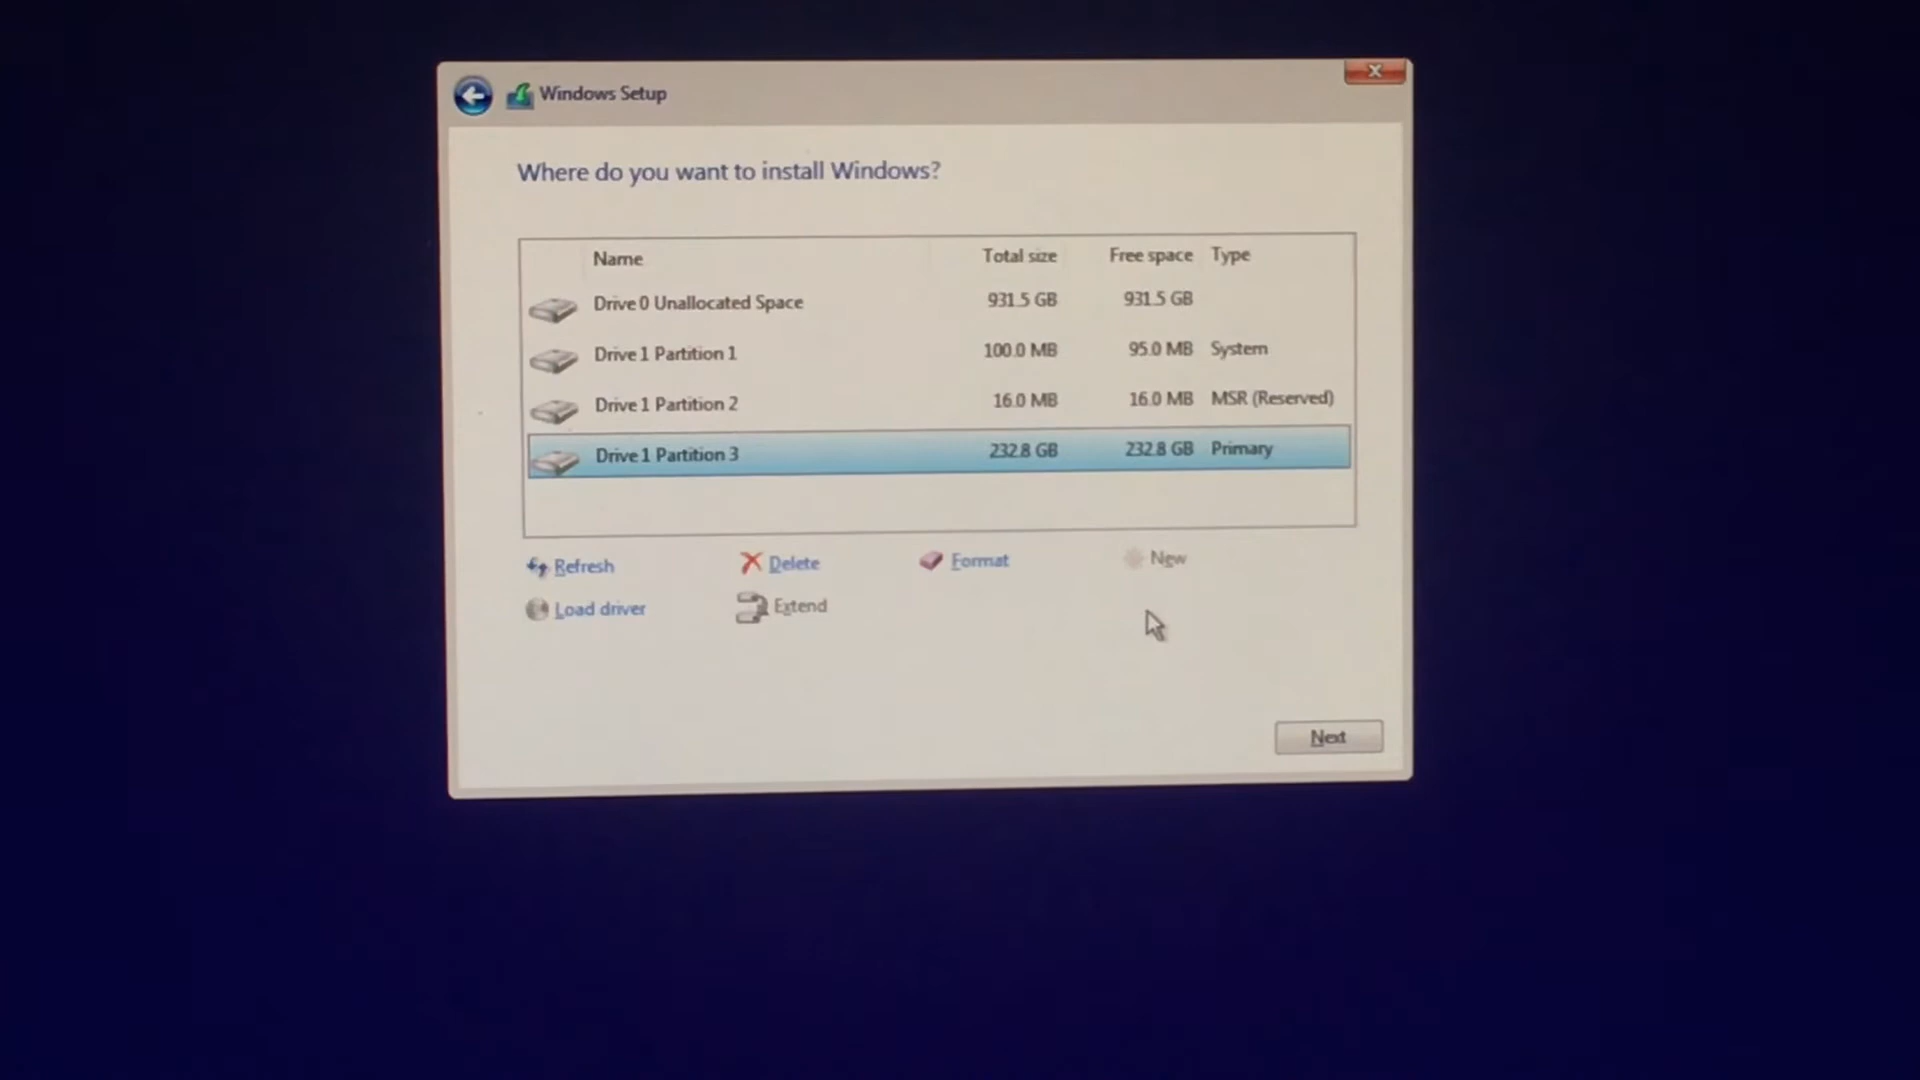 Windows Setup
x
Where do you want to install Windows?
Name Total size Free space Type
Drive 0 Unallocated Space 931.5 GB 931.5 GB
Drive 1 Partition 1 100.0 MB 95.0 MB System
Drive 1 Partition 2 16.0 MB 16.0 MB MSR (Reserved)
Drive 1 Partition 3 232.8 GB 232.8 GB Primary
Refresh Delete Format New
Load driver Extend
Next